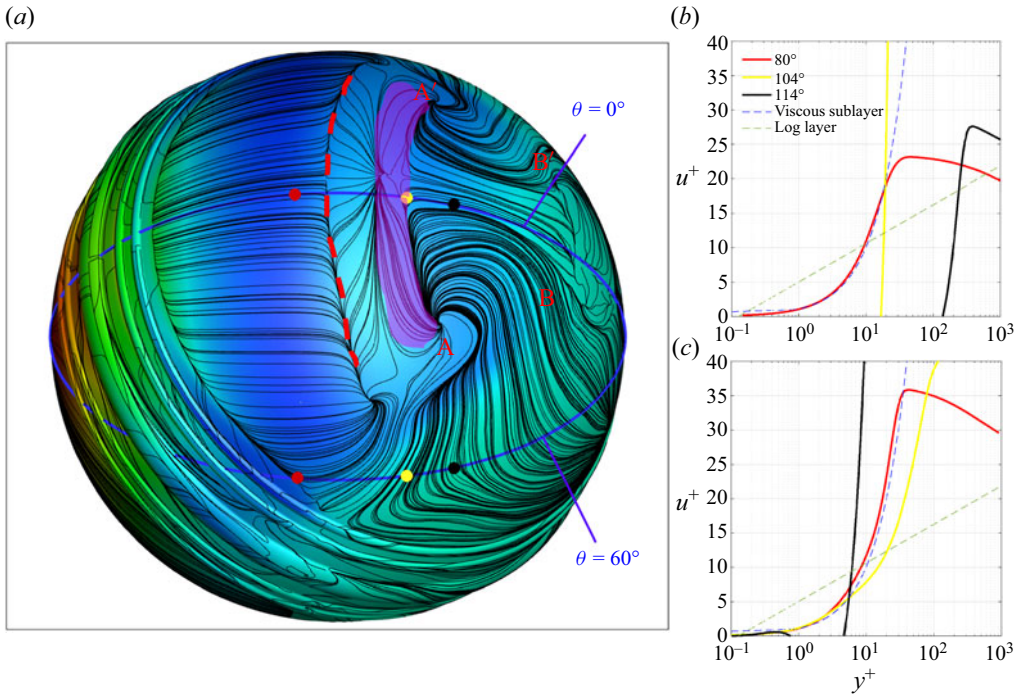 (a)
A′
B′
θ = 0°
B
A
θ = 60°
(b)
40
35
30
25
u+
20
15
10
5
0
80°
104°
114°
Viscous sublayer
Log layer
10⁻¹
10⁰
10¹
10²
10³
(c)
40
35
30
25
u+
20
15
10
5
0
10⁻¹
10⁰
10¹
10²
10³
y+